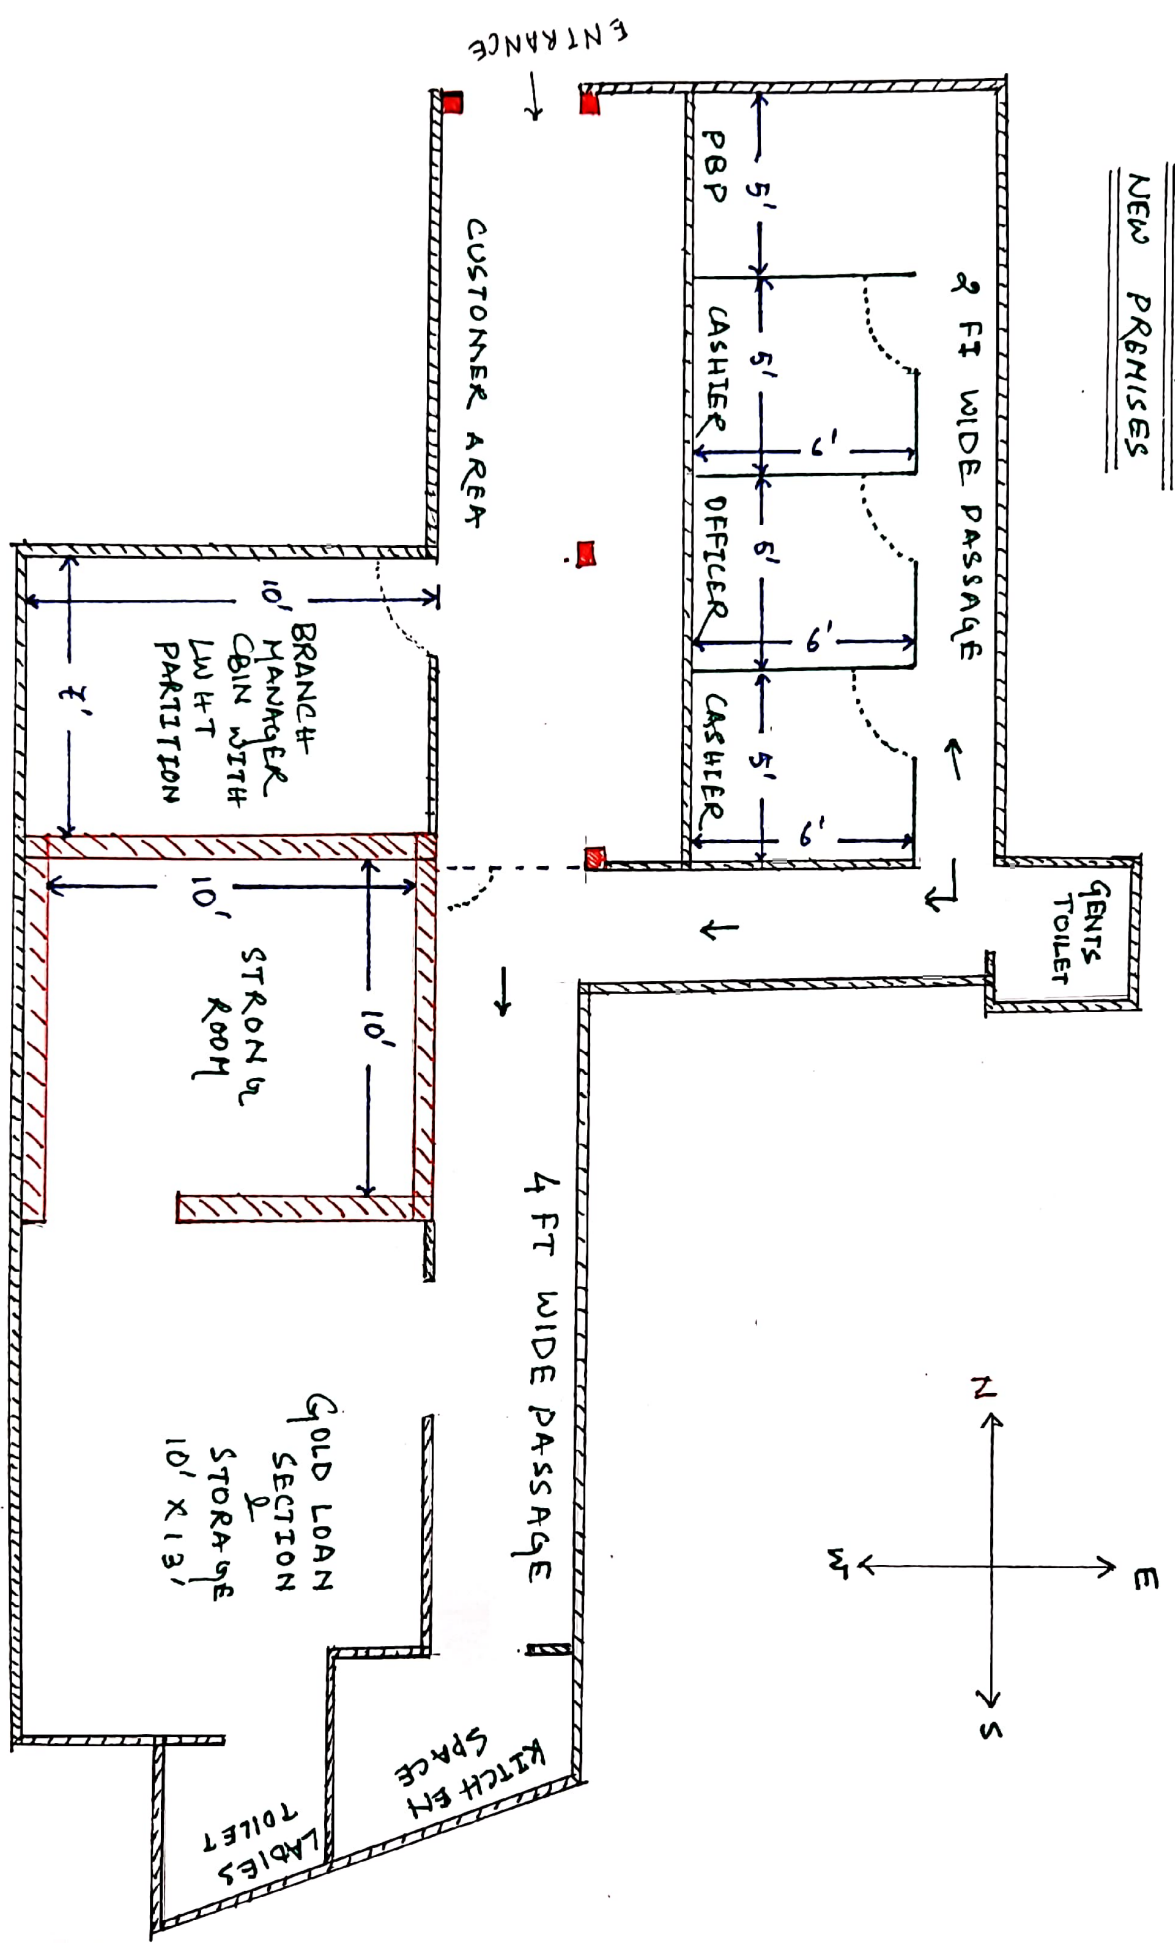 NEW PREMISES
ENTRANCE
PBP
5'
CASHIER
5'
6'
OFFICER
5'
6'
CASHIER
5'
6'
2 FT WIDE PASSAGE
GENTS
TOILET
CUSTOMER AREA
10'
7'
BRANCH
MANAGER
CBIN WITH
LWHT
PARTITION
10'
10'
STRONG
ROOM
4 FT WIDE PASSAGE
GOLD LOAN
SECTION
&
STORAGE
10' X 13'
KITCHEN
SPACE
LADIES
TOILET
N
E
W
S